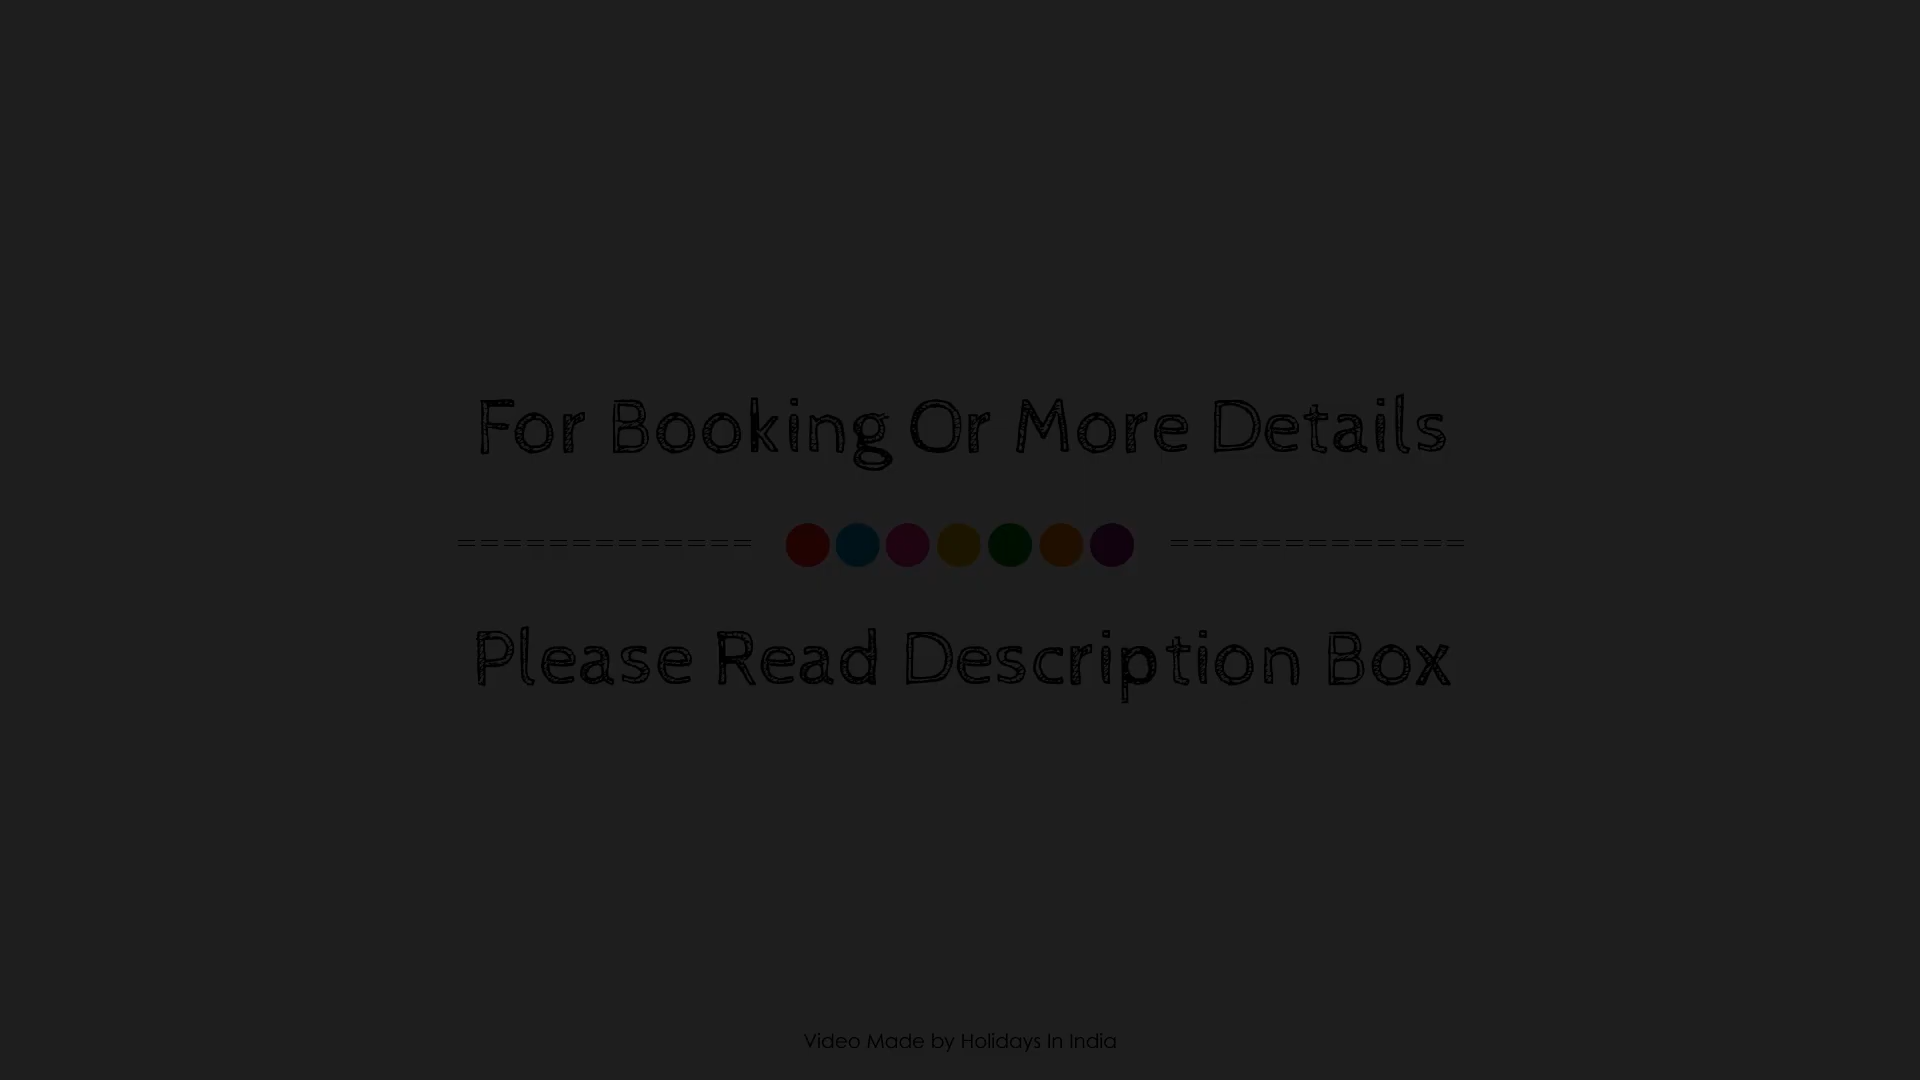 For Booking Or More Details
============= =============
Please Read Description Box
Video Made by Holidays In India